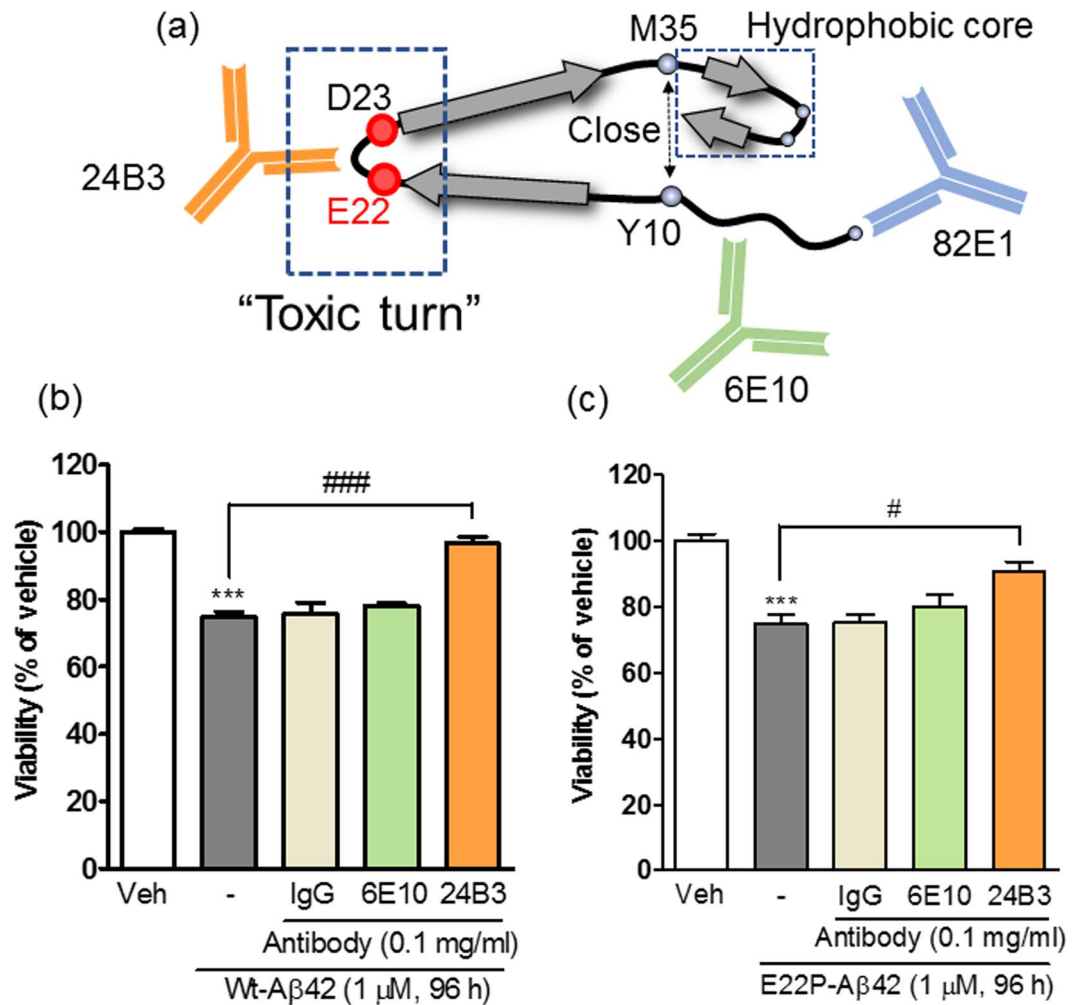 (a)
M35
Hydrophobic core
D23
Close
24B3
E22
Y10
82E1
“Toxic turn”
6E10
(b)
Viability (% of vehicle)
120
100
80
60
40
20
0
###
***
Veh
-
IgG
6E10
24B3
Antibody (0.1 mg/ml)
Wt-Aβ42 (1 μM, 96 h)
(c)
Viability (% of vehicle)
120
100
80
60
40
20
0
#
***
Veh
-
IgG
6E10
24B3
Antibody (0.1 mg/ml)
E22P-Aβ42 (1 μM, 96 h)